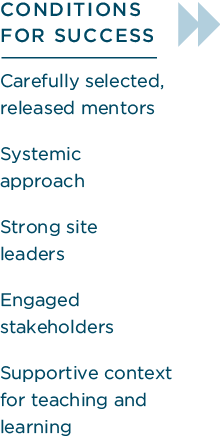 CONDITIONS
FOR SUCCESS
Carefully selected,
released mentors
Systemic
approach
Strong site
leaders
Engaged
stakeholders
Supportive context
for teaching and
learning